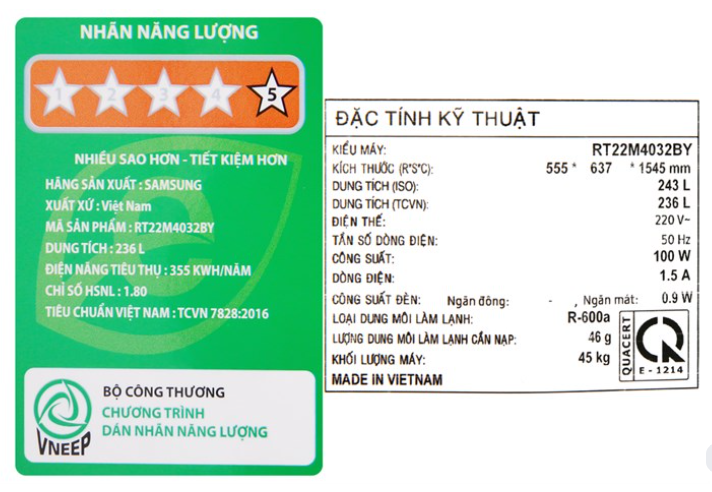 NHÃN NĂNG LƯỢNG
1 2 3 4 5
NHIỀU SAO HƠN - TIẾT KIỆM HƠN
HÃNG SẢN XUẤT : SAMSUNG
XUẤT XỨ : Việt Nam
MÃ SẢN PHẨM : RT22M4032BY
DUNG TÍCH : 236 L
ĐIỆN NĂNG TIÊU THỤ : 355 KWH/NĂM
CHỈ SỐ HSNL : 1.80
TIÊU CHUẨN VIỆT NAM : TCVN 7828:2016
BỘ CÔNG THƯƠNG
CHƯƠNG TRÌNH
DÁN NHÃN NĂNG LƯỢNG
VNEEP
ĐẶC TÍNH KỸ THUẬT
KIỂU MÁY: RT22M4032BY
KÍCH THƯỚC (R*S*C): 555 * 637 * 1545 mm
DUNG TÍCH (ISO): 243 L
DUNG TÍCH (TCVN): 236 L
ĐIỆN THẾ: 220 V~
TẦN SỐ DÒNG ĐIỆN: 50 Hz
CÔNG SUẤT: 100 W
DÒNG ĐIỆN: 1.5 A
CÔNG SUẤT ĐÈN: Ngăn đông: - , Ngăn mát: 0.9 W
LOẠI DUNG MÔI LÀM LẠNH: R-600a
LƯỢNG DUNG MÔI LÀM LẠNH CẦN NẠP: 46 g
KHỐI LƯỢNG MÁY: 45 kg
MADE IN VIETNAM
QUACERT
E - 1214